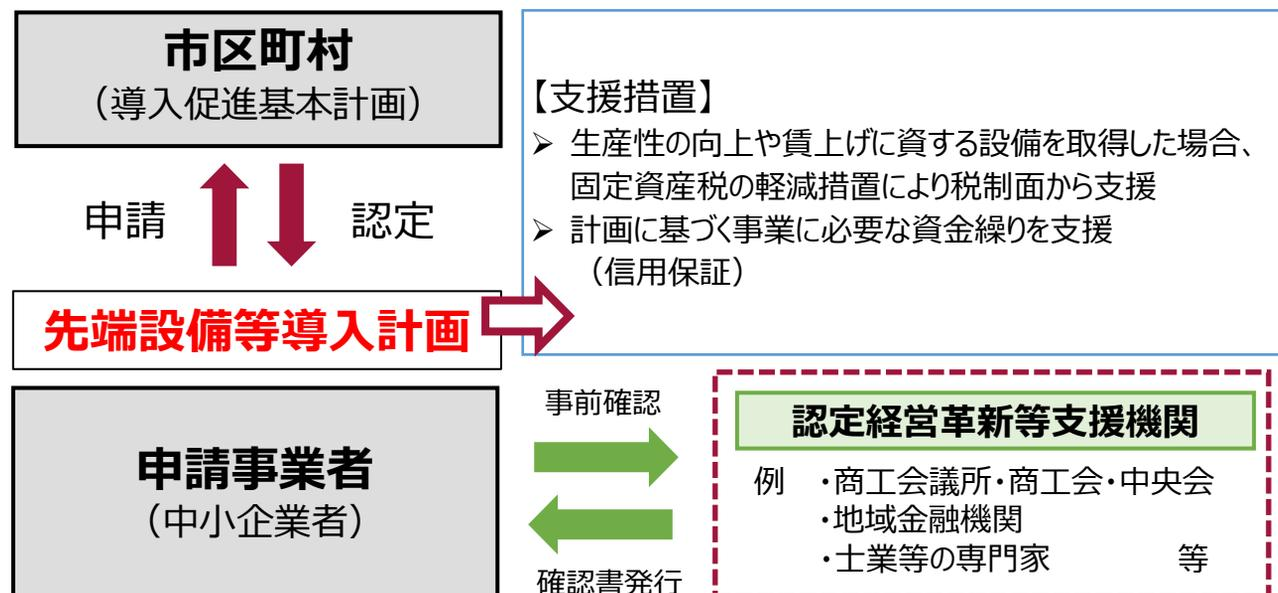 市区町村
(導入促進基本計画)
申請
認定
【支援措置】
➢ 生産性の向上や賃上げに資する設備を取得した場合、
固定資産税の軽減措置により税制面から支援
➢ 計画に基づく事業に必要な資金繰りを支援
(信用保証)
先端設備等導入計画
申請事業者
(中小企業者)
事前確認
確認書発行
認定経営革新等支援機関
例 ・商工会議所・商工会・中央会
・地域金融機関
・士業等の専門家 等